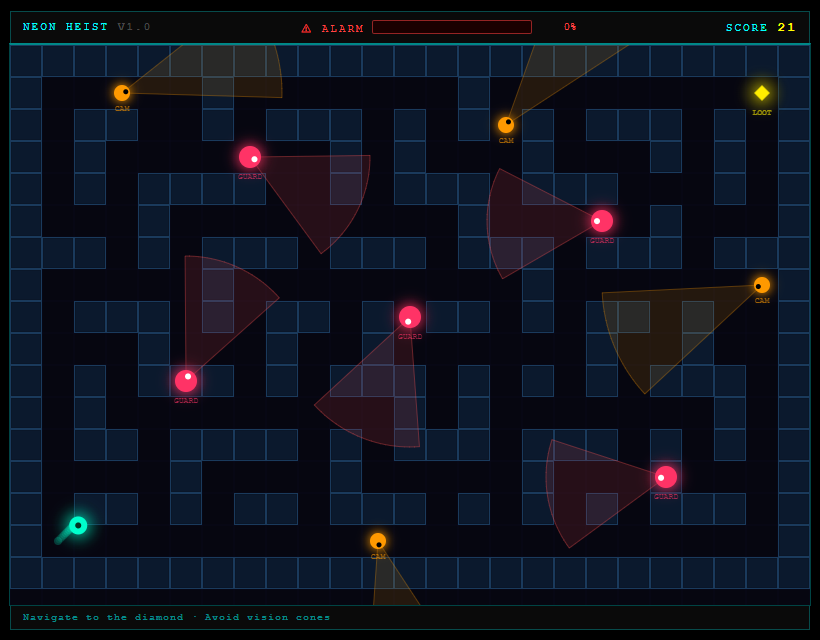 NEON HEIST V1.0
⚠ ALARM 0%
SCORE 21
CAM
LOOT
CAM
GUARD
GUARD
CAM
GUARD
GUARD
GUARD
CAM
Navigate to the diamond · Avoid vision cones